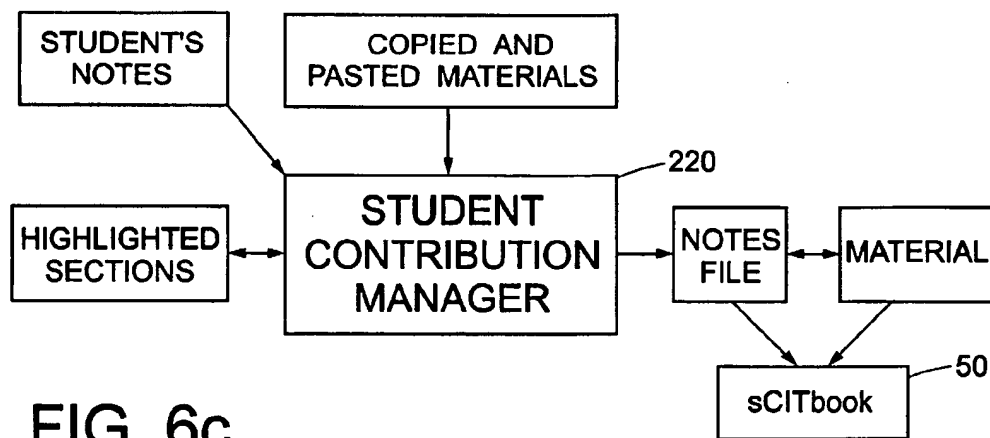 STUDENT'S
NOTES
COPIED AND
PASTED MATERIALS
220
HIGHLIGHTED
SECTIONS
STUDENT
CONTRIBUTION
MANAGER
NOTES
FILE
MATERIAL
50
sCITbook
FIG. 6c